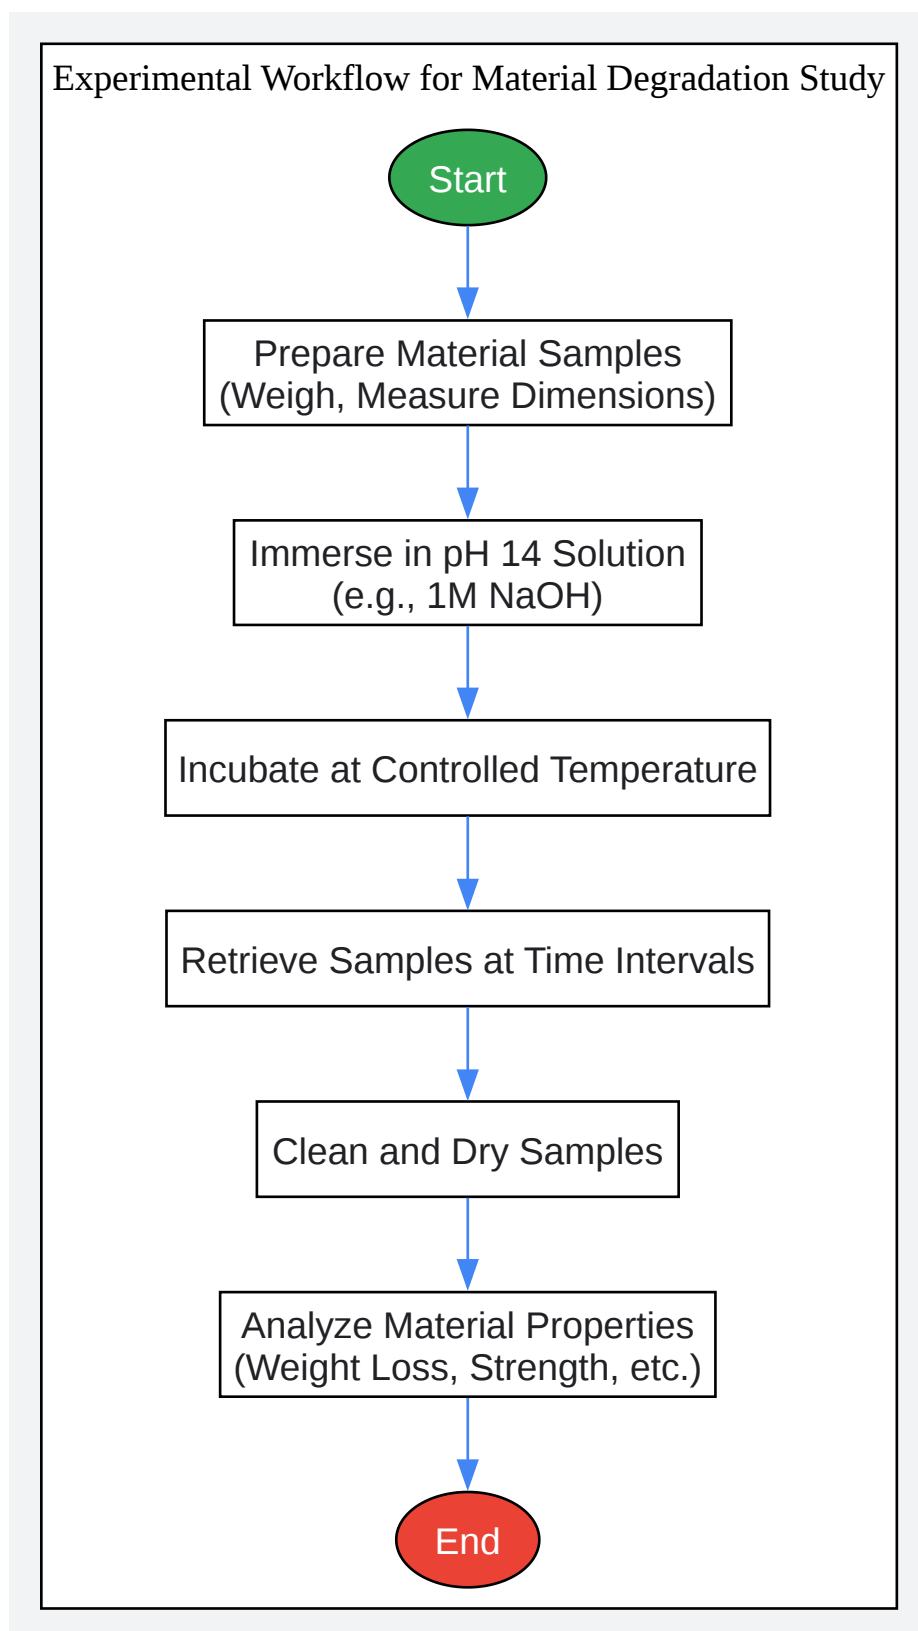 Experimental Workflow for Material Degradation Study
Start
Prepare Material Samples
(Weigh, Measure Dimensions)
Immerse in pH 14 Solution
(e.g., 1M NaOH)
Incubate at Controlled Temperature
Retrieve Samples at Time Intervals
Clean and Dry Samples
Analyze Material Properties
(Weight Loss, Strength, etc.)
End